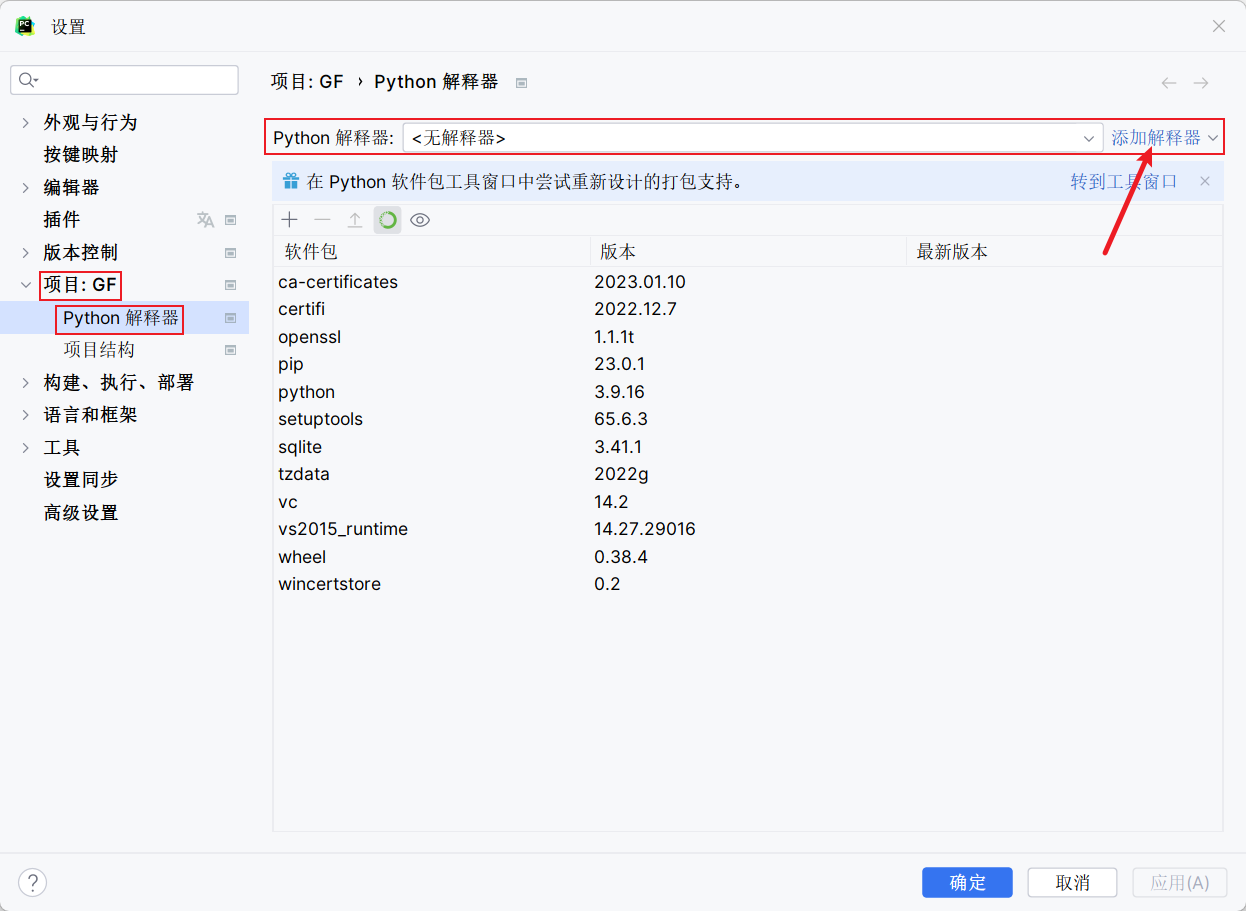 设置
项目: GF › Python 解释器
外观与行为
按键映射
编辑器
插件
版本控制
项目: GF
Python 解释器
项目结构
构建、执行、部署
语言和框架
工具
设置同步
高级设置
Python 解释器: <无解释器> 添加解释器
在 Python 软件包工具窗口中尝试重新设计的打包支持。 转到工具窗口
软件包 版本 最新版本
ca-certificates 2023.01.10
certifi 2022.12.7
openssl 1.1.1t
pip 23.0.1
python 3.9.16
setuptools 65.6.3
sqlite 3.41.1
tzdata 2022g
vc 14.2
vs2015_runtime 14.27.29016
wheel 0.38.4
wincertstore 0.2
? 确定 取消 应用(A)